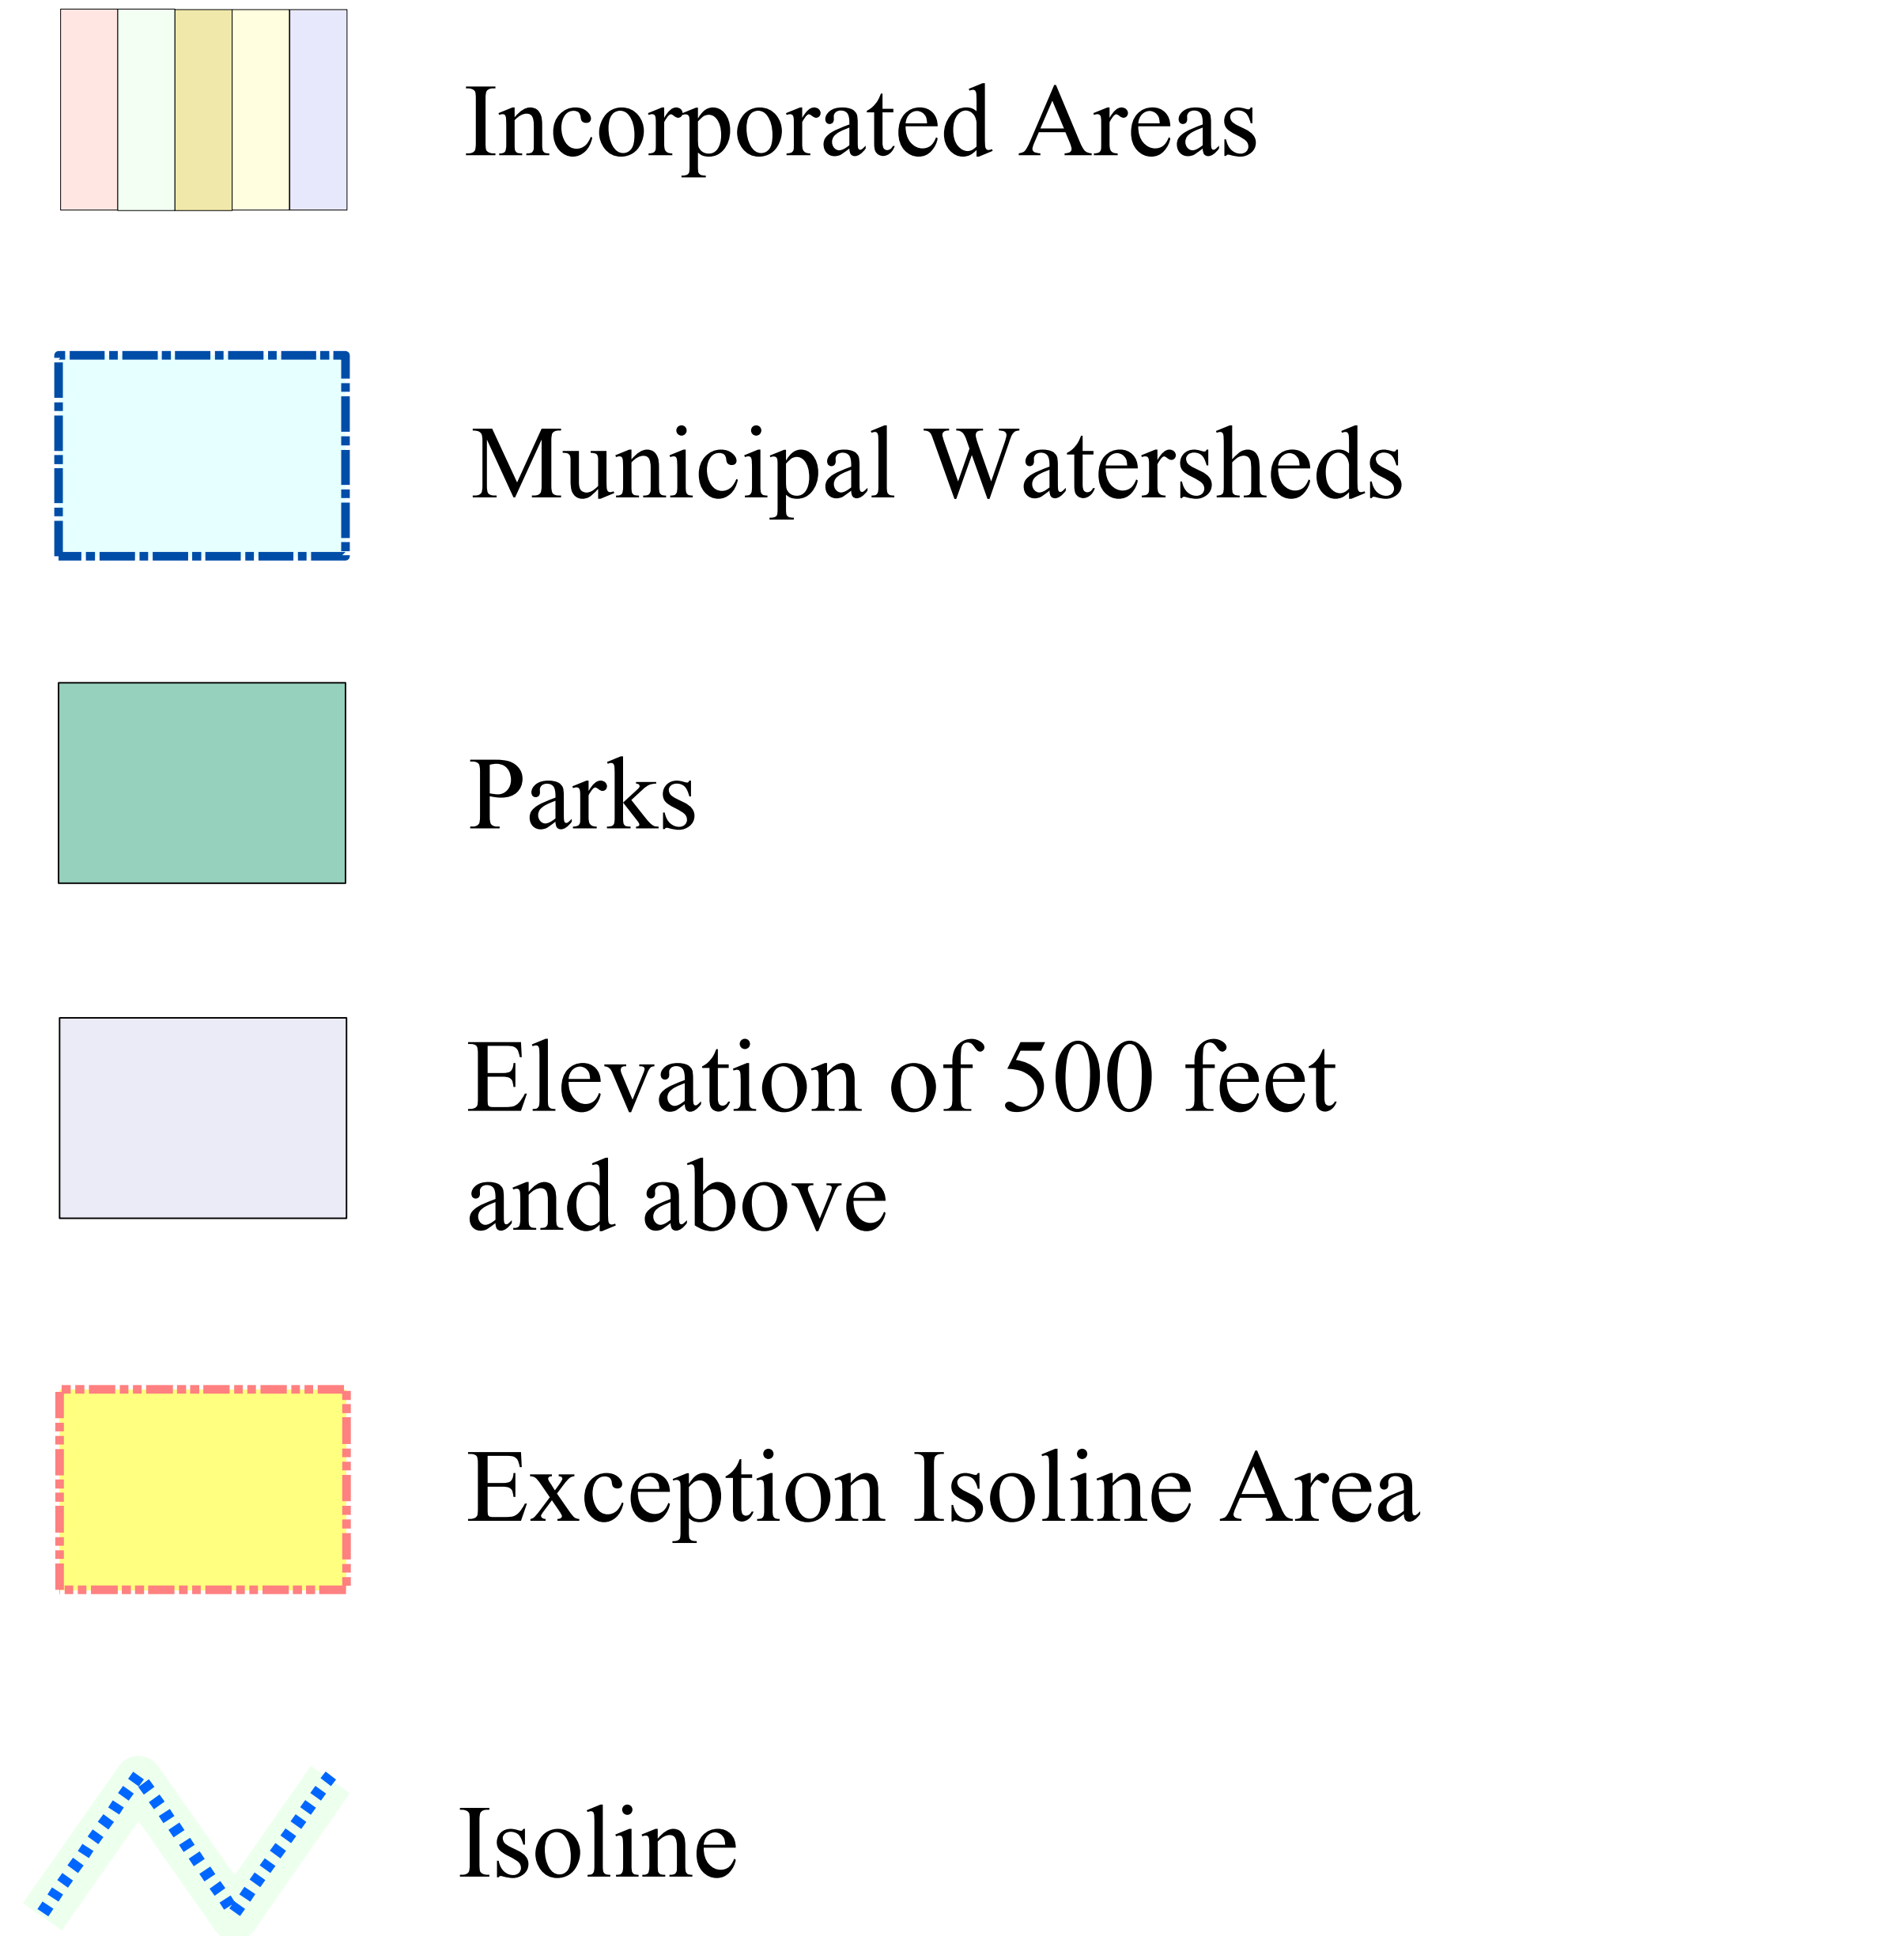 Incorporated Areas
Municipal Watersheds
Parks
Elevation of 500 feet
and above
Exception Isoline Area
Isoline